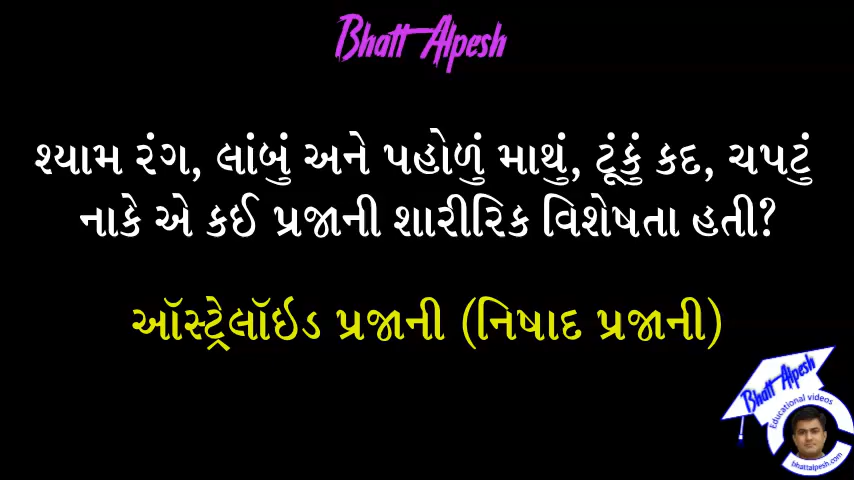 Bhatt Alpesh
શ્યામ રંગ, લાંબું અને પહોળું માથું, ટૂંકું કદ, ચપટું
નાકે એ કઈ પ્રજાની શારીરિક વિશેષતા હતી?
ઑસ્ટ્રેલૉઇડ પ્રજાની (નિષાદ પ્રજાની)
Bhatt Alpesh
Educational videos
bhattalpesh.com